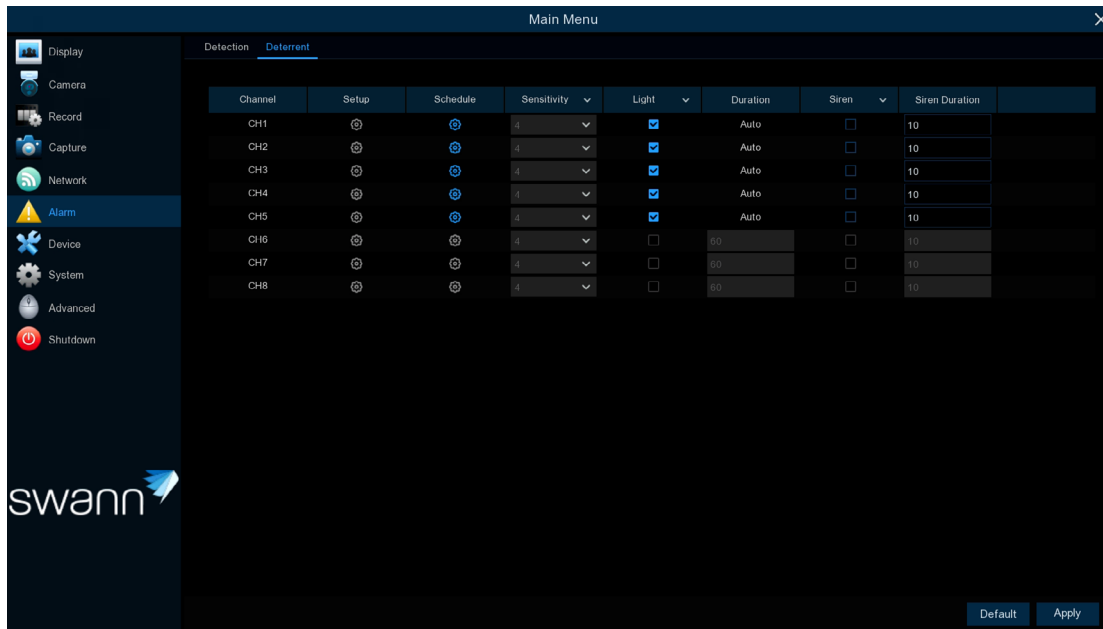 Main Menu
Display
Camera
Record
Capture
Network
Alarm
Device
System
Advanced
Shutdown
swann
Detection Deterrent
Channel Setup Schedule Sensitivity Light Duration Siren Siren Duration
CH1 4 Auto 10
CH2 4 Auto 10
CH3 4 Auto 10
CH4 4 Auto 10
CH5 4 Auto 10
CH6 4 60 10
CH7 4 60 10
CH8 4 60 10
Default Apply